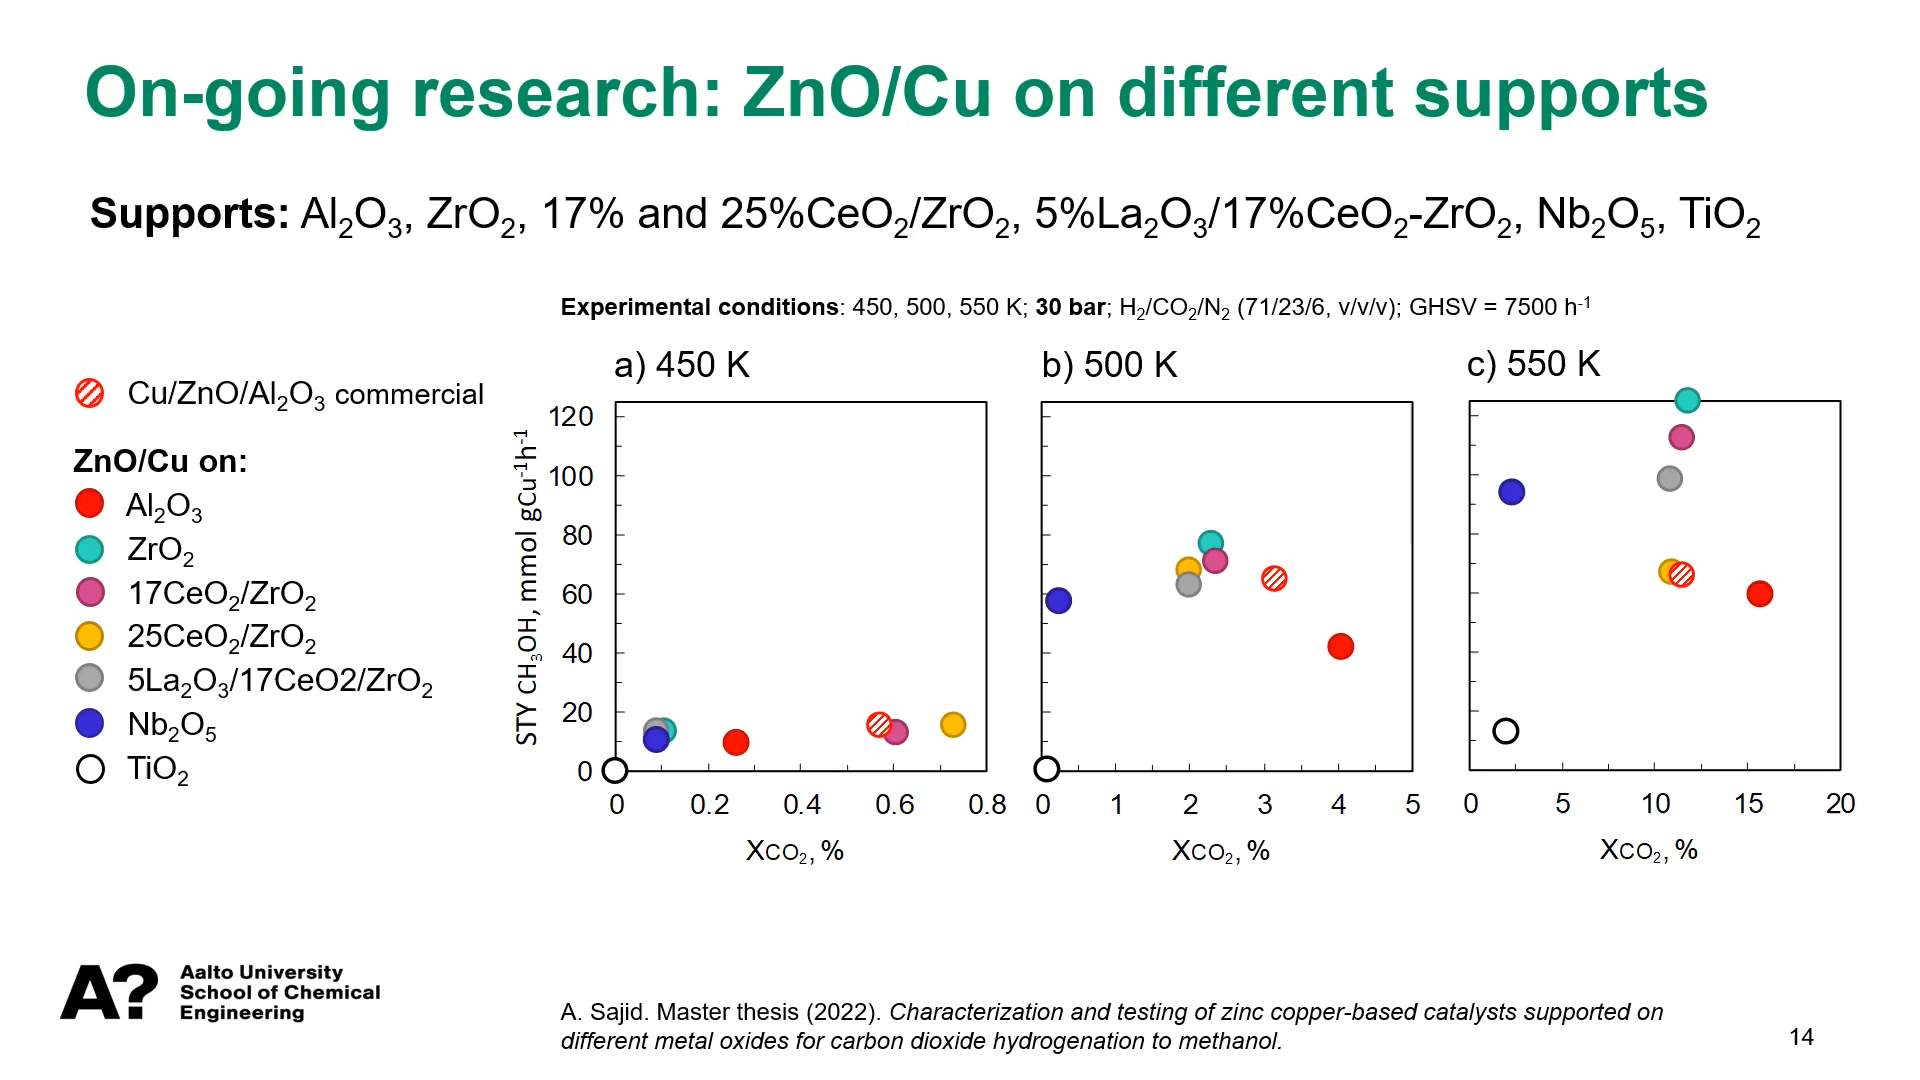 On-going research: ZnO/Cu on different supports
Supports: Al₂O₃, ZrO₂, 17% and 25%CeO₂/ZrO₂, 5%La₂O₃/17%CeO₂-ZrO₂, Nb₂O₅, TiO₂
Experimental conditions: 450, 500, 550 K; 30 bar; H₂/CO₂/N₂ (71/23/6, v/v/v); GHSV = 7500 h⁻¹
Cu/ZnO/Al₂O₃ commercial
ZnO/Cu on:
Al₂O₃
ZrO₂
17CeO₂/ZrO₂
25CeO₂/ZrO₂
5La₂O₃/17CeO2/ZrO₂
Nb₂O₅
TiO₂
STY CH₃OH, mmol gCu⁻¹h⁻¹
a) 450 K
120
100
80
60
40
20
0
0 0.2 0.4 0.6 0.8
XCO₂, %
b) 500 K
0 1 2 3 4 5
XCO₂, %
c) 550 K
0 5 10 15 20
XCO₂, %
A?
Aalto University
School of Chemical
Engineering
A. Sajid. Master thesis (2022). Characterization and testing of zinc copper-based catalysts supported on
different metal oxides for carbon dioxide hydrogenation to methanol.
14